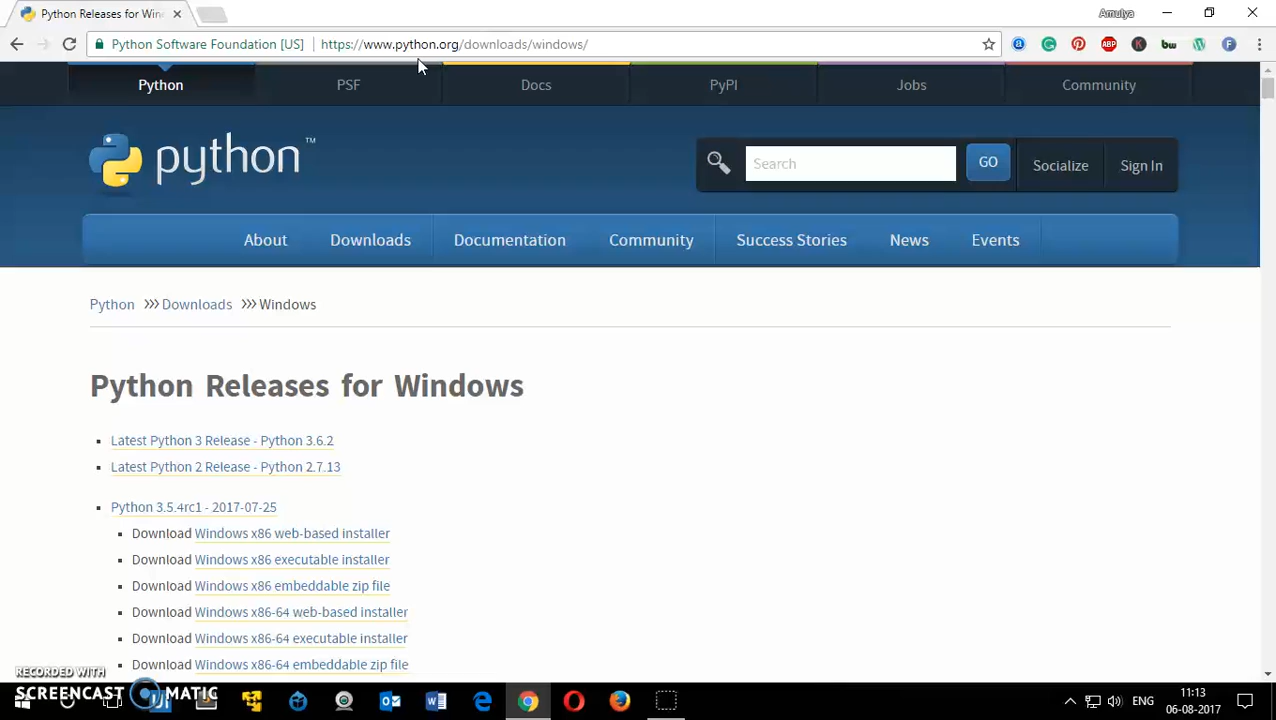 Python Releases for Win
Amulya
Python Software Foundation [US]
https://www.python.org/downloads/windows/
Python
PSF
Docs
PyPI
Jobs
Community
python™
Search
GO
Socialize
Sign In
About
Downloads
Documentation
Community
Success Stories
News
Events
Python >>> Downloads >>> Windows
Python Releases for Windows
Latest Python 3 Release - Python 3.6.2
Latest Python 2 Release - Python 2.7.13
Python 3.5.4rc1 - 2017-07-25
Download Windows x86 web-based installer
Download Windows x86 executable installer
Download Windows x86 embeddable zip file
Download Windows x86-64 web-based installer
Download Windows x86-64 executable installer
Download Windows x86-64 embeddable zip file
RECORDED WITH
SCREENCAST MATIC
ENG
11:13
06-08-2017